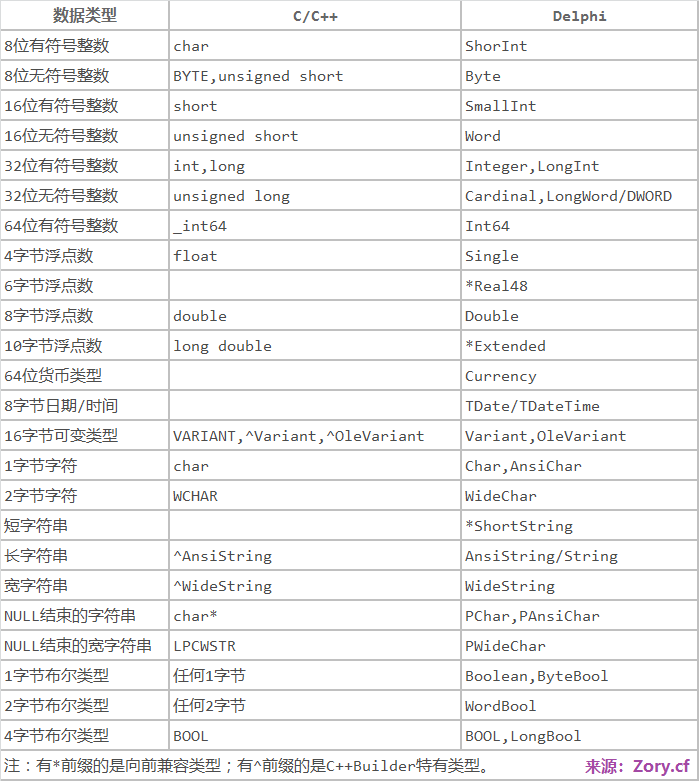 数据类型 C/C++ Delphi
8位有符号整数 char ShorInt
8位无符号整数 BYTE,unsigned short Byte
16位有符号整数 short SmallInt
16位无符号整数 unsigned short Word
32位有符号整数 int,long Integer,LongInt
32位无符号整数 unsigned long Cardinal,LongWord/DWORD
64位有符号整数 _int64 Int64
4字节浮点数 float Single
6字节浮点数 *Real48
8字节浮点数 double Double
10字节浮点数 long double *Extended
64位货币类型 Currency
8字节日期/时间 TDate/TDateTime
16字节可变类型 VARIANT,^Variant,^OleVariant Variant,OleVariant
1字节字符 char Char,AnsiChar
2字节字符 WCHAR WideChar
短字符串 *ShortString
长字符串 ^AnsiString AnsiString/String
宽字符串 ^WideString WideString
NULL结束的字符串 char* PChar,PAnsiChar
NULL结束的宽字符串 LPCWSTR PWideChar
1字节布尔类型 任何1字节 Boolean,ByteBool
2字节布尔类型 任何2字节 WordBool
4字节布尔类型 BOOL BOOL,LongBool
注：有*前缀的是向前兼容类型；有^前缀的是C++Builder特有类型。 来源：Zory.cf